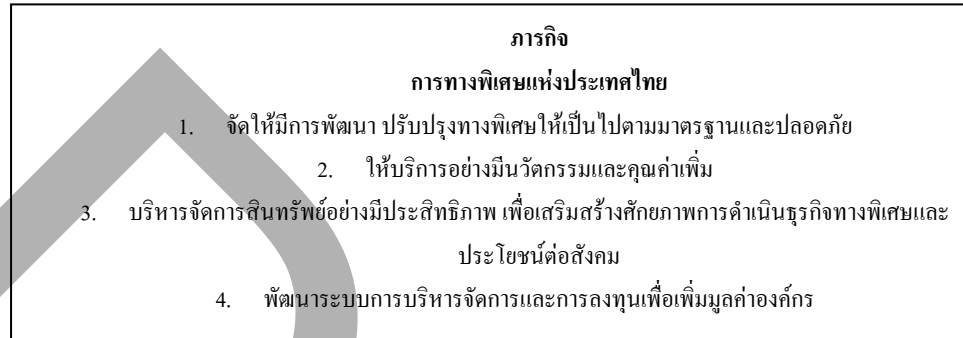 ภารกิจ
การทางพิเศษแห่งประเทศไทย
1. จัดให้มีการพัฒนา ปรับปรุงทางพิเศษให้เป็นไปตามมาตรฐานและปลอดภัย
2. ให้บริการอย่างมีนวัตกรรมและคุณค่าเพิ่ม
3. บริหารจัดการสินทรัพย์อย่างมีประสิทธิภาพ เพื่อเสริมสร้างศักยภาพการดำเนินธุรกิจทางพิเศษและ
ประโยชน์ต่อสังคม
4. พัฒนาระบบการบริหารจัดการและการลงทุนเพื่อเพิ่มมูลค่าองค์กร